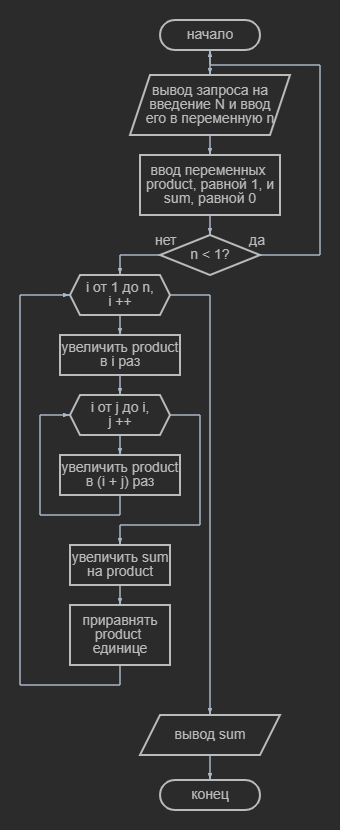 начало
вывод запроса на
введение N и ввод
его в переменную n
ввод переменных
product, равной 1, и
sum, равной 0
нет
да
n < 1?
i от 1 до n,
i ++
увеличить product
в i раз
i от j до i,
j ++
увеличить product
в (i + j) раз
увеличить sum
на product
приравнять
product
единице
вывод sum
конец